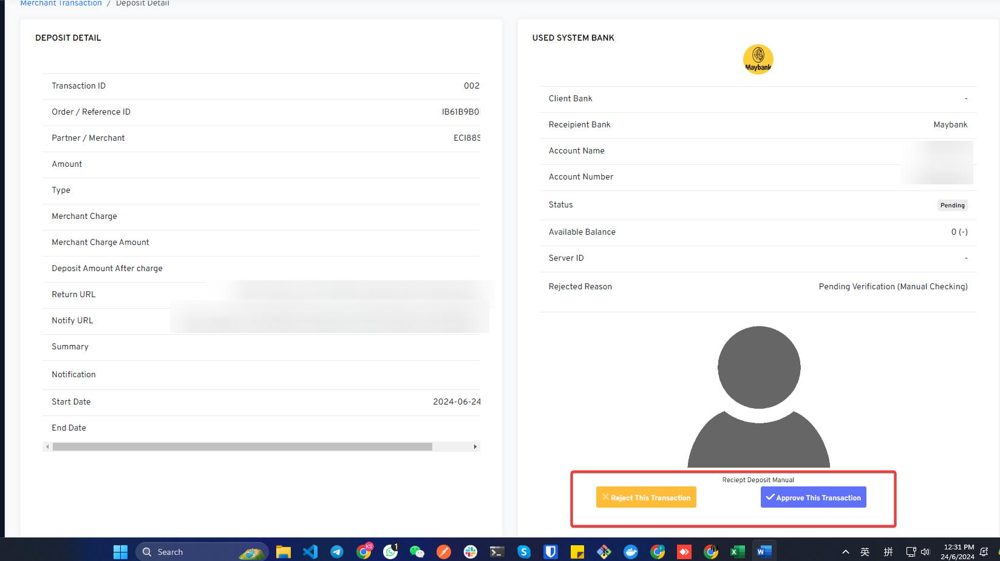 Merchant Transaction / Deposit Detail
DEPOSIT DETAIL
Transaction ID 002
Order / Reference ID IB61B9B0
Partner / Merchant ECI88S
Amount
Type
Merchant Charge
Merchant Charge Amount
Deposit Amount After charge
Return URL
Notify URL
Summary
Notification
Start Date 2024-06-24
End Date
USED SYSTEM BANK
Maybank
Client Bank -
Receipient Bank Maybank
Account Name
Account Number
Status Pending
Available Balance 0 (-)
Server ID -
Rejected Reason Pending Verification (Manual Checking)
Reciept Deposit Manual
Reject This Transaction
Approve This Transaction
Search
KS
1
英 拼
12:31 PM
24/6/2024